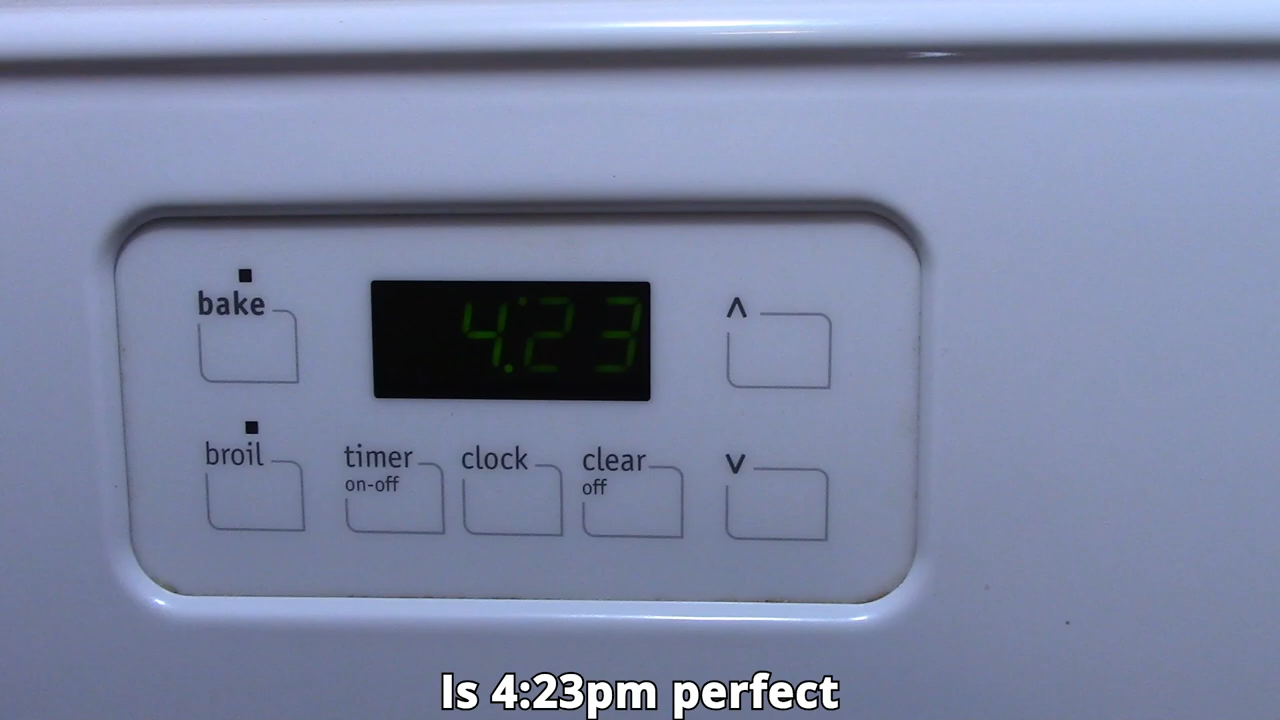 bake
4:23
^
broil
timer
on-off
clock
clear
off
v
Is 4:23pm perfect